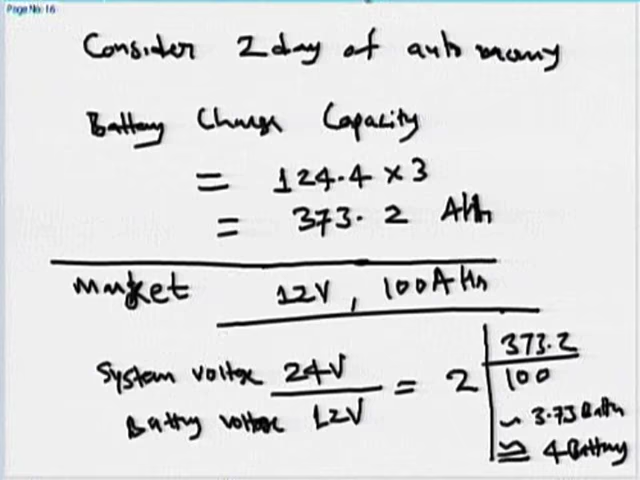 Page No: 16
Consider 2 day of autonomy
Battery Charge Capacity
= 124.4 × 3
= 373.2 AHr
Market 12V, 100AHr
System voltage 24V / Battery voltage 12V = 2
373.2 / 100
~ 3.73 Battery
≅ 4 Battery